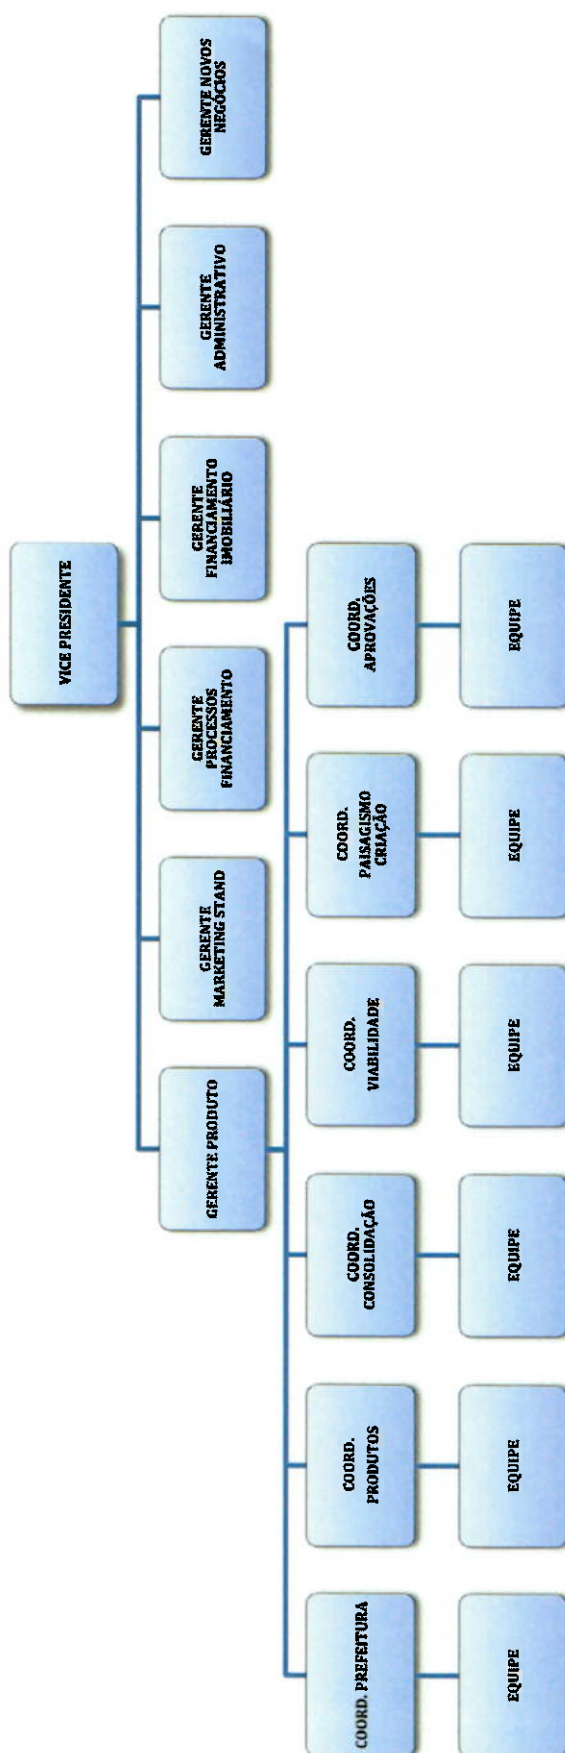 VICE PRESIDENTE
GERENTE PRODUTO
GERENTE
MARKETING STAND
GERENTE
PROCESSOS
FINANCIAMENTO
GERENTE
FINANCIAMENTO
IMOBILIÁRIO
GERENTE
ADMINISTRATIVO
GERENTE NOVOS
NEGÓCIOS
COORD. PREFEITURA
COORD.
PRODUTOS
COORD.
CONSOLIDAÇÃO
COORD.
VIABILIDADE
COORD.
PAISAGISMO
CRIAÇÃO
COORD.
APROVAÇÕES
EQUIPE
EQUIPE
EQUIPE
EQUIPE
EQUIPE
EQUIPE